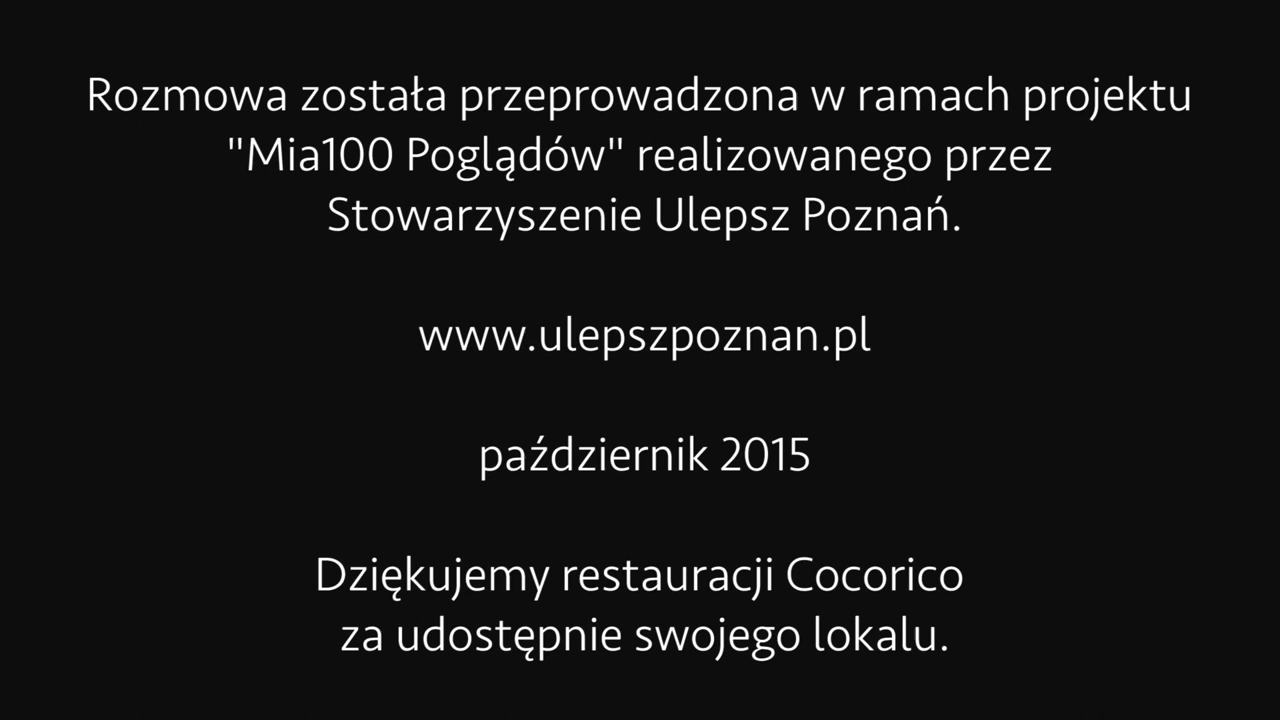 Rozmowa została przeprowadzona w ramach projektu
"Mia100 Poglądów" realizowanego przez
Stowarzyszenie Ulepsz Poznań.
www.ulepszpoznan.pl
październik 2015
Dziękujemy restauracji Cocorico
za udostępnie swojego lokalu.